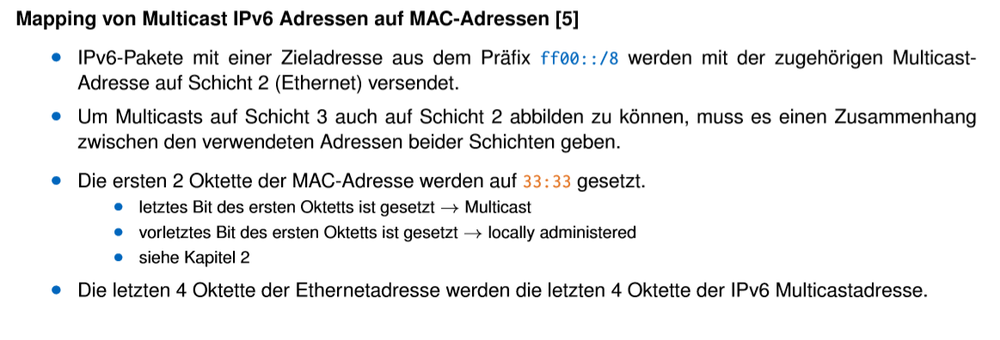 Mapping von Multicast IPv6 Adressen auf MAC-Adressen [5]
• IPv6-Pakete mit einer Zieladresse aus dem Präfix ff00::/8 werden mit der zugehörigen Multicast-
Adresse auf Schicht 2 (Ethernet) versendet.
• Um Multicasts auf Schicht 3 auch auf Schicht 2 abbilden zu können, muss es einen Zusammenhang
zwischen den verwendeten Adressen beider Schichten geben.
• Die ersten 2 Oktette der MAC-Adresse werden auf 33:33 gesetzt.
• letztes Bit des ersten Oktetts ist gesetzt → Multicast
• vorletztes Bit des ersten Oktetts ist gesetzt → locally administered
• siehe Kapitel 2
• Die letzten 4 Oktette der Ethernetadresse werden die letzten 4 Oktette der IPv6 Multicastadresse.